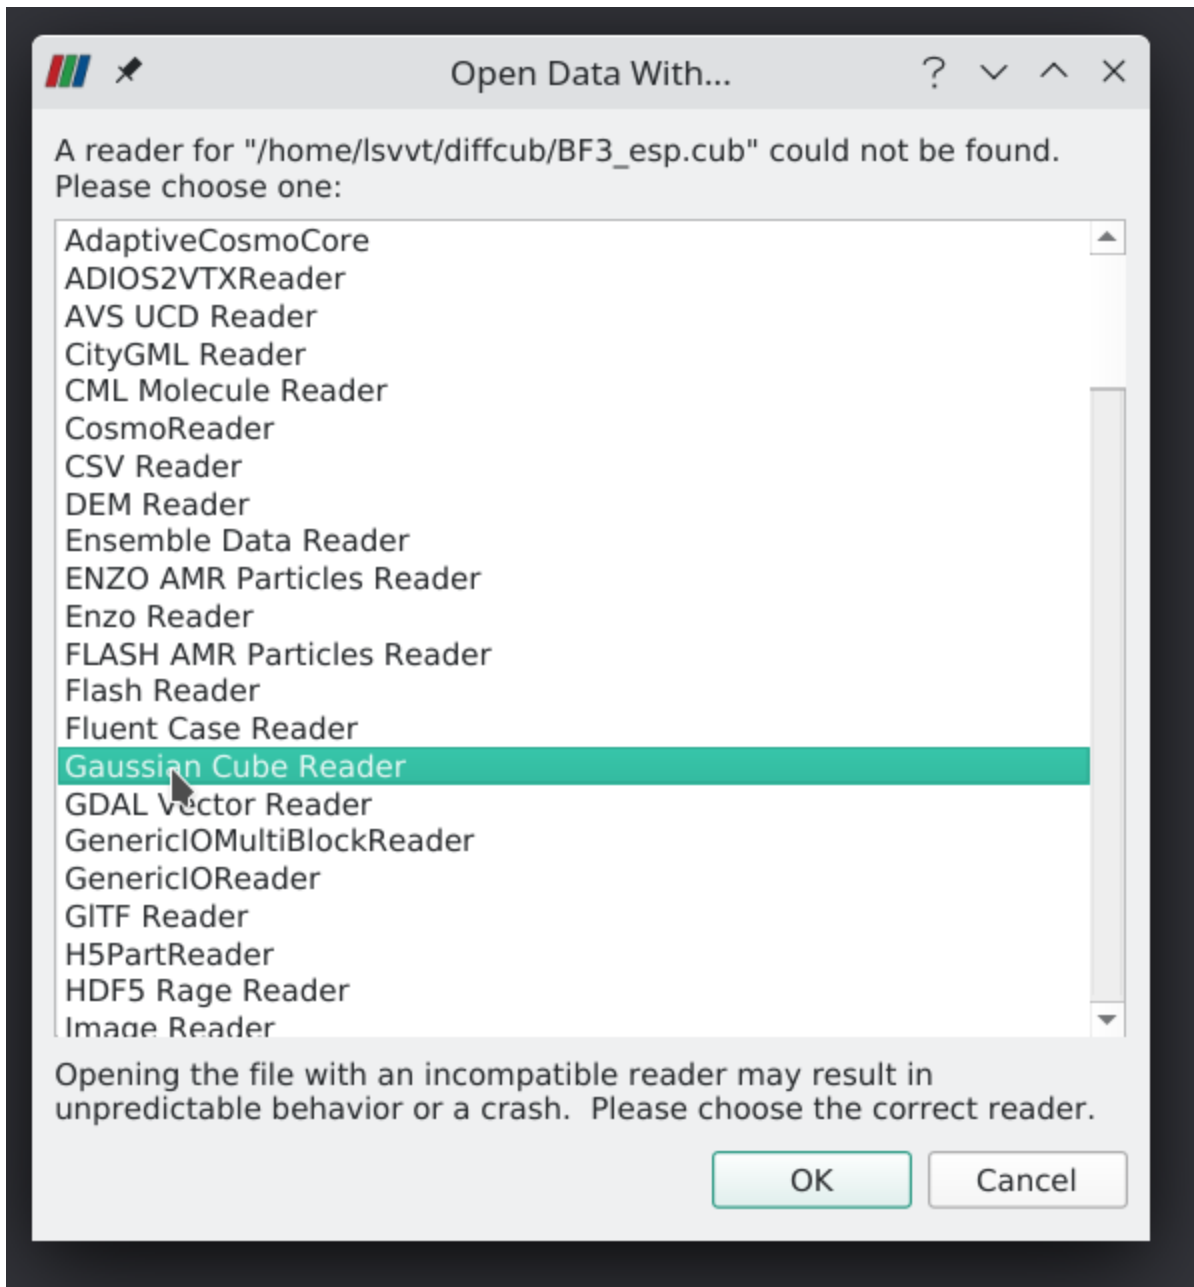 Open Data With...
A reader for "/home/lsvvt/diffcub/BF3_esp.cub" could not be found.
Please choose one:
AdaptiveCosmoCore
ADIOS2VTXReader
AVS UCD Reader
CityGML Reader
CML Molecule Reader
CosmoReader
CSV Reader
DEM Reader
Ensemble Data Reader
ENZO AMR Particles Reader
Enzo Reader
FLASH AMR Particles Reader
Flash Reader
Fluent Case Reader
Gaussian Cube Reader
GDAL Vector Reader
GenericIOMultiBlockReader
GenericIOReader
GlTF Reader
H5PartReader
HDF5 Rage Reader
Image Reader
Opening the file with an incompatible reader may result in
unpredictable behavior or a crash.  Please choose the correct reader.
OK Cancel